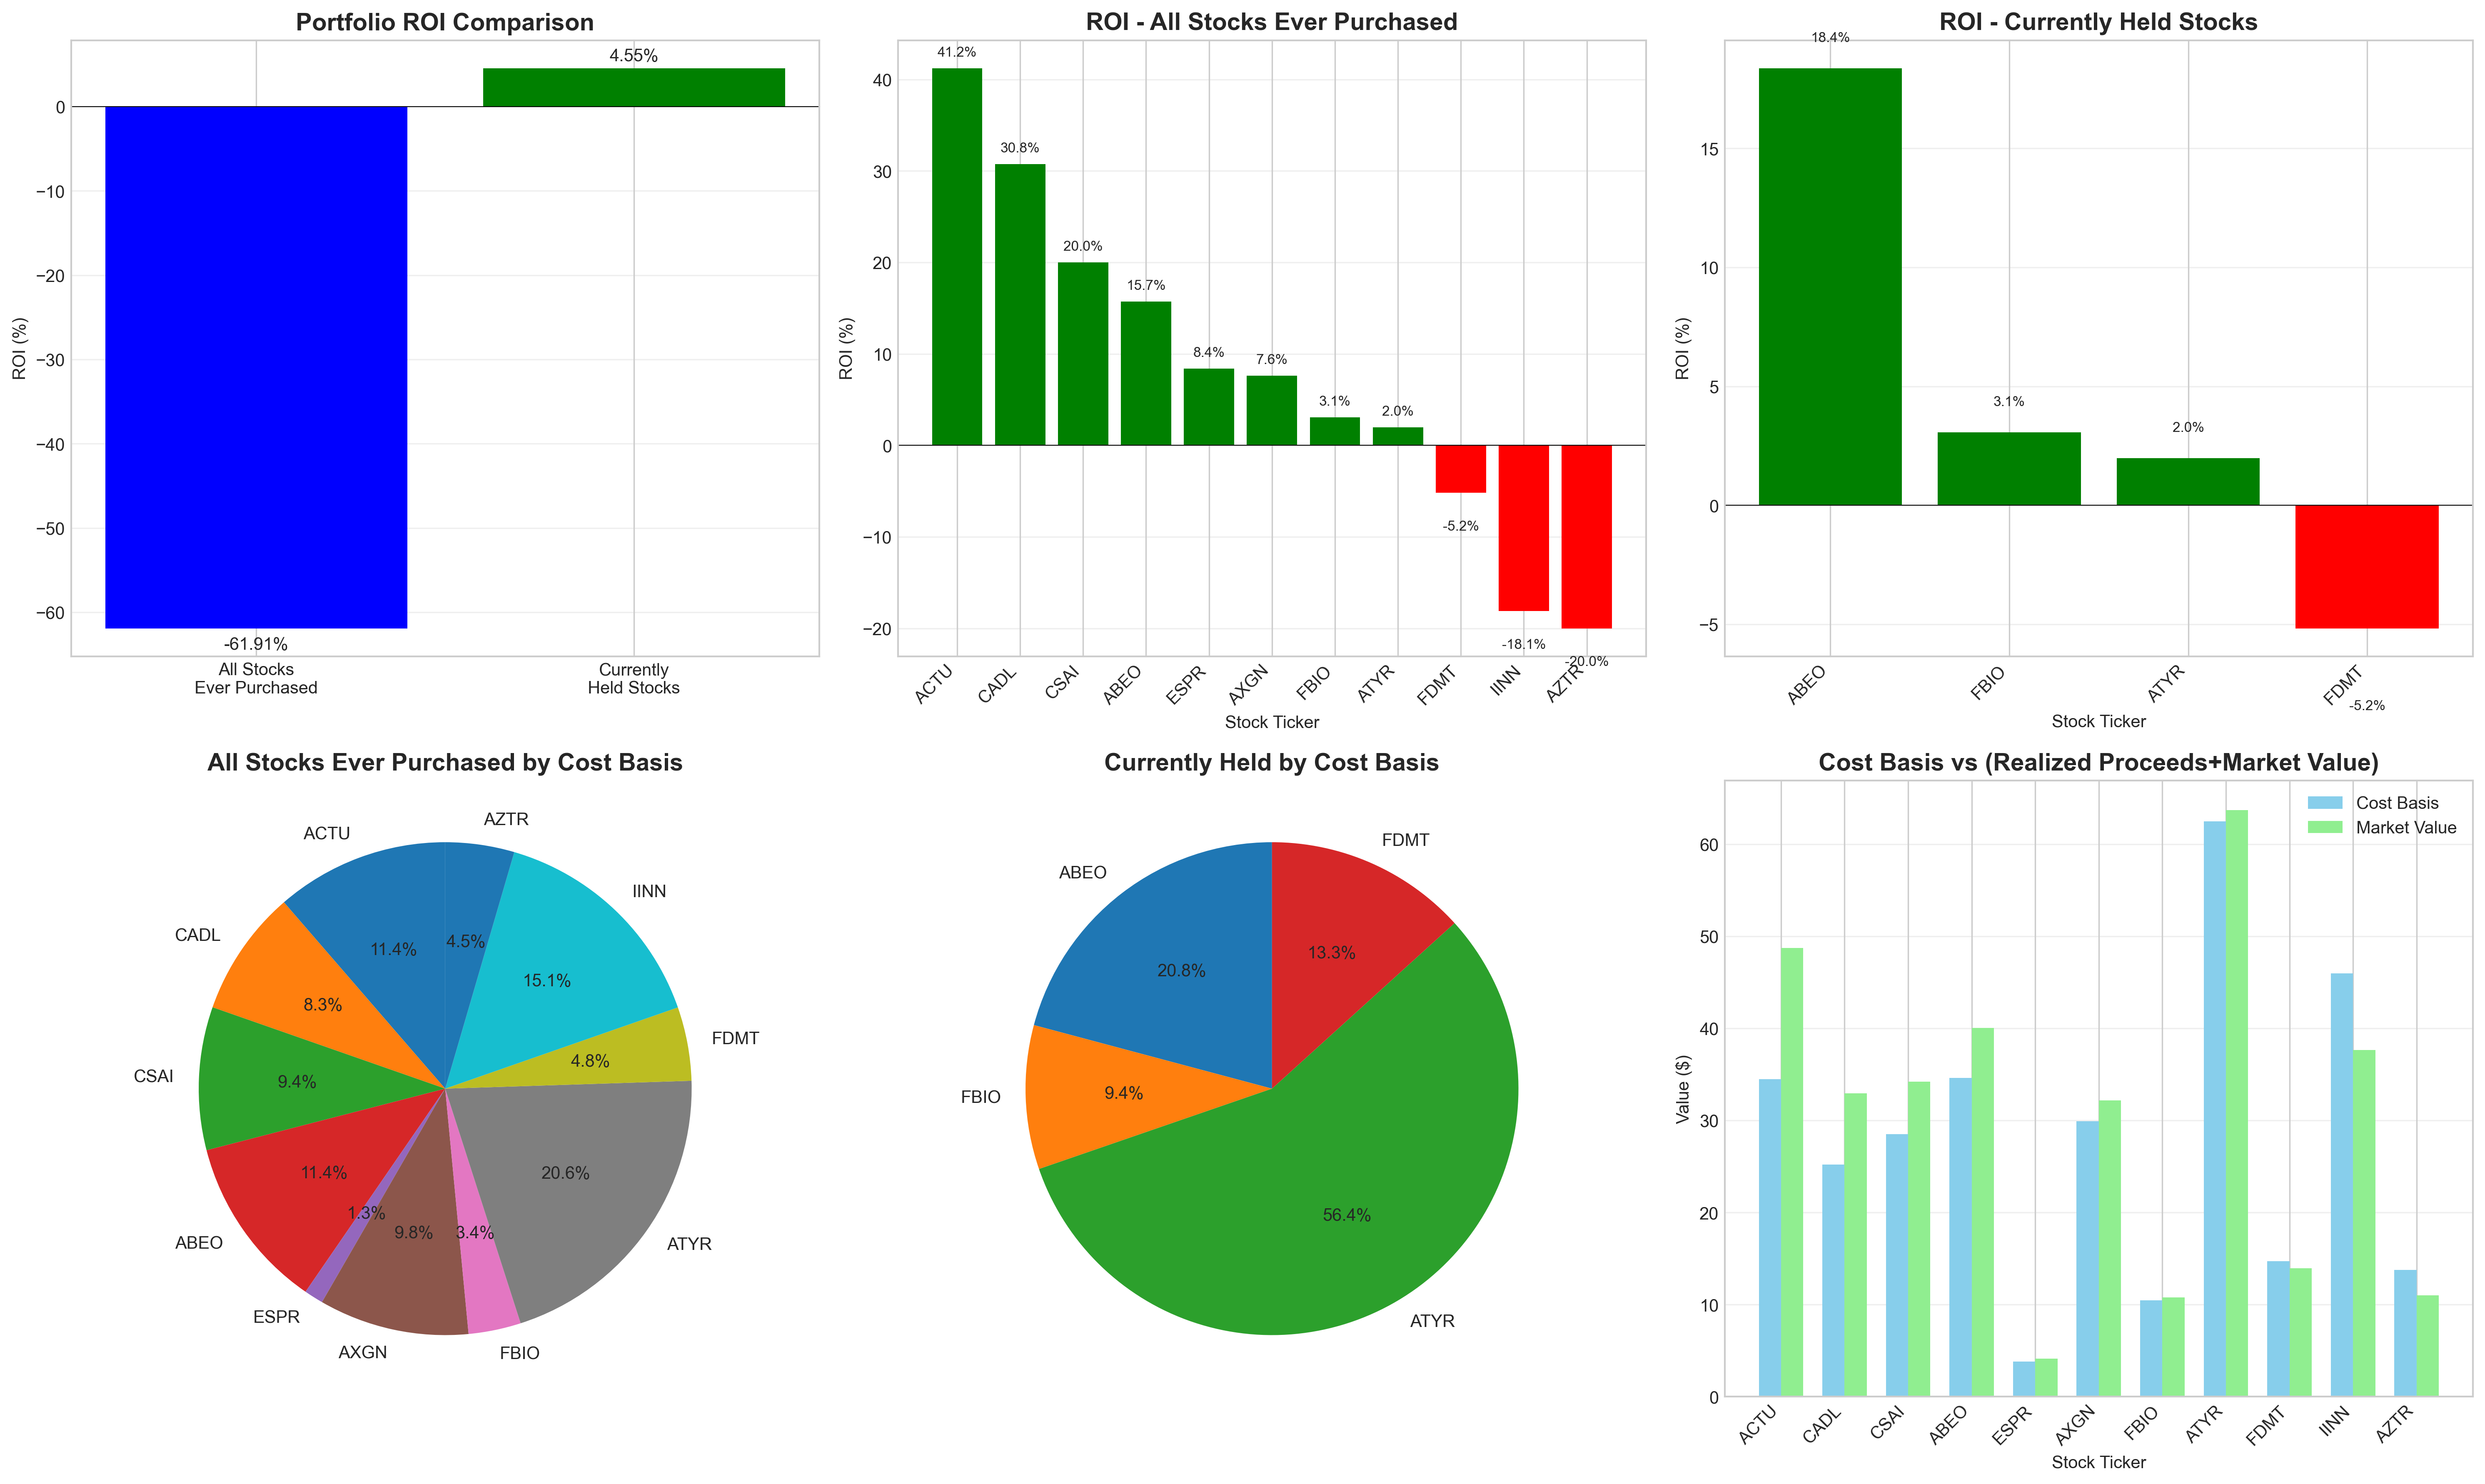 Portfolio ROI Comparison
4.55%
0
−10
−20
−30
−40
−50
−60
ROI (%)
-61.91%
All Stocks
Ever Purchased
Currently
Held Stocks
ROI - All Stocks Ever Purchased
41.2%
30.8%
20.0%
15.7%
8.4%
7.6%
3.1%
2.0%
-5.2%
-18.1%
-20.0%
40
30
20
10
0
−10
−20
ROI (%)
ACTU
CADL
CSAI
ABEO
ESPR
AXGN
FBIO
ATYR
FDMT
IINN
AZTR
Stock Ticker
ROI - Currently Held Stocks
18.4%
3.1%
2.0%
-5.2%
15
10
5
0
−5
ROI (%)
ABEO
FBIO
ATYR
FDMT
Stock Ticker
All Stocks Ever Purchased by Cost Basis
ACTU
11.4%
CADL
8.3%
CSAI
9.4%
ABEO
11.4%
ESPR
1.3%
AXGN
9.8%
FBIO
3.4%
ATYR
20.6%
FDMT
4.8%
IINN
15.1%
AZTR
4.5%
Currently Held by Cost Basis
ABEO
20.8%
FBIO
9.4%
ATYR
56.4%
FDMT
13.3%
Cost Basis vs (Realized Proceeds+Market Value)
Cost Basis
Market Value
60
50
40
30
20
10
0
Value ($)
ACTU
CADL
CSAI
ABEO
ESPR
AXGN
FBIO
ATYR
FDMT
IINN
AZTR
Stock Ticker